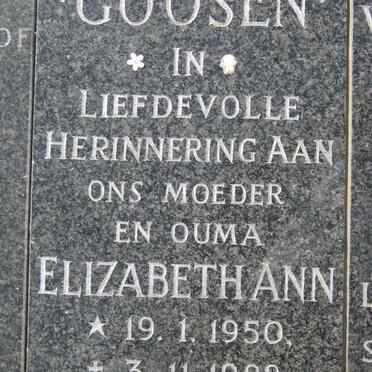 GOOSEN
IN
LIEFDEVOLLE
HERINNERING AAN
ONS MOEDER
EN OUMA
ELIZABETH ANN
★ 19. 1. 1950,